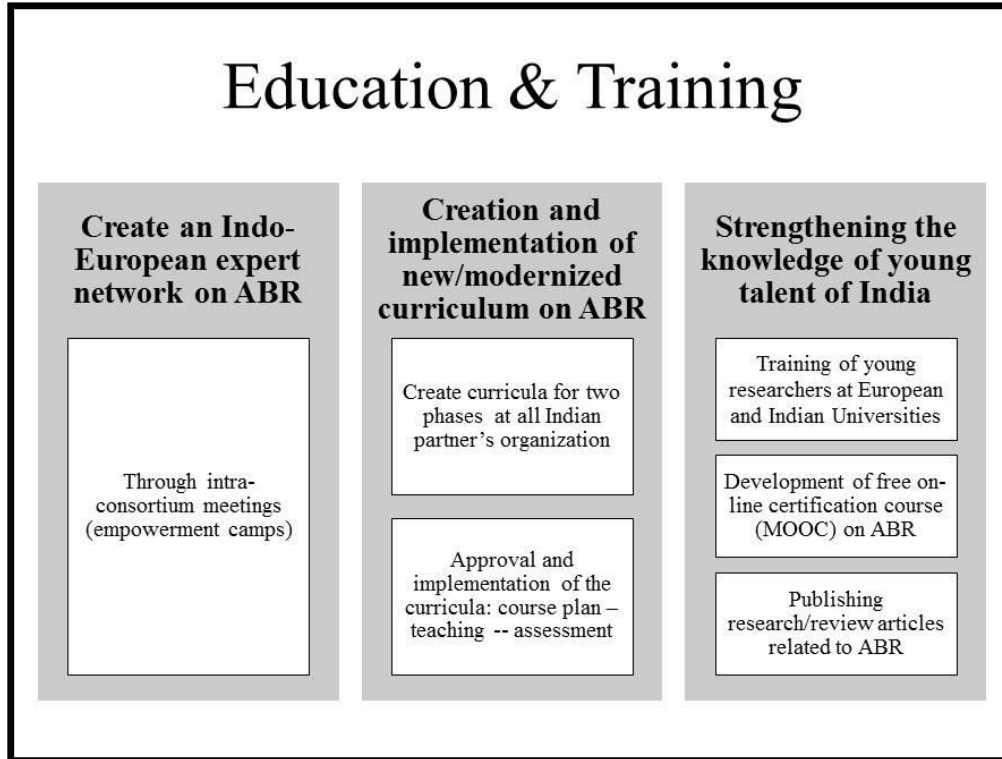 Education & Training
Create an Indo-
European expert
network on ABR
Through intra-
consortium meetings
(empowerment camps)
Creation and
implementation of
new/modernized
curriculum on ABR
Create curricula for two
phases at all Indian
partner’s organization
Approval and
implementation of the
curricula: course plan –
teaching -- assessment
Strengthening the
knowledge of young
talent of India
Training of young
researchers at European
and Indian Universities
Development of free on-
line certification course
(MOOC) on ABR
Publishing
research/review articles
related to ABR